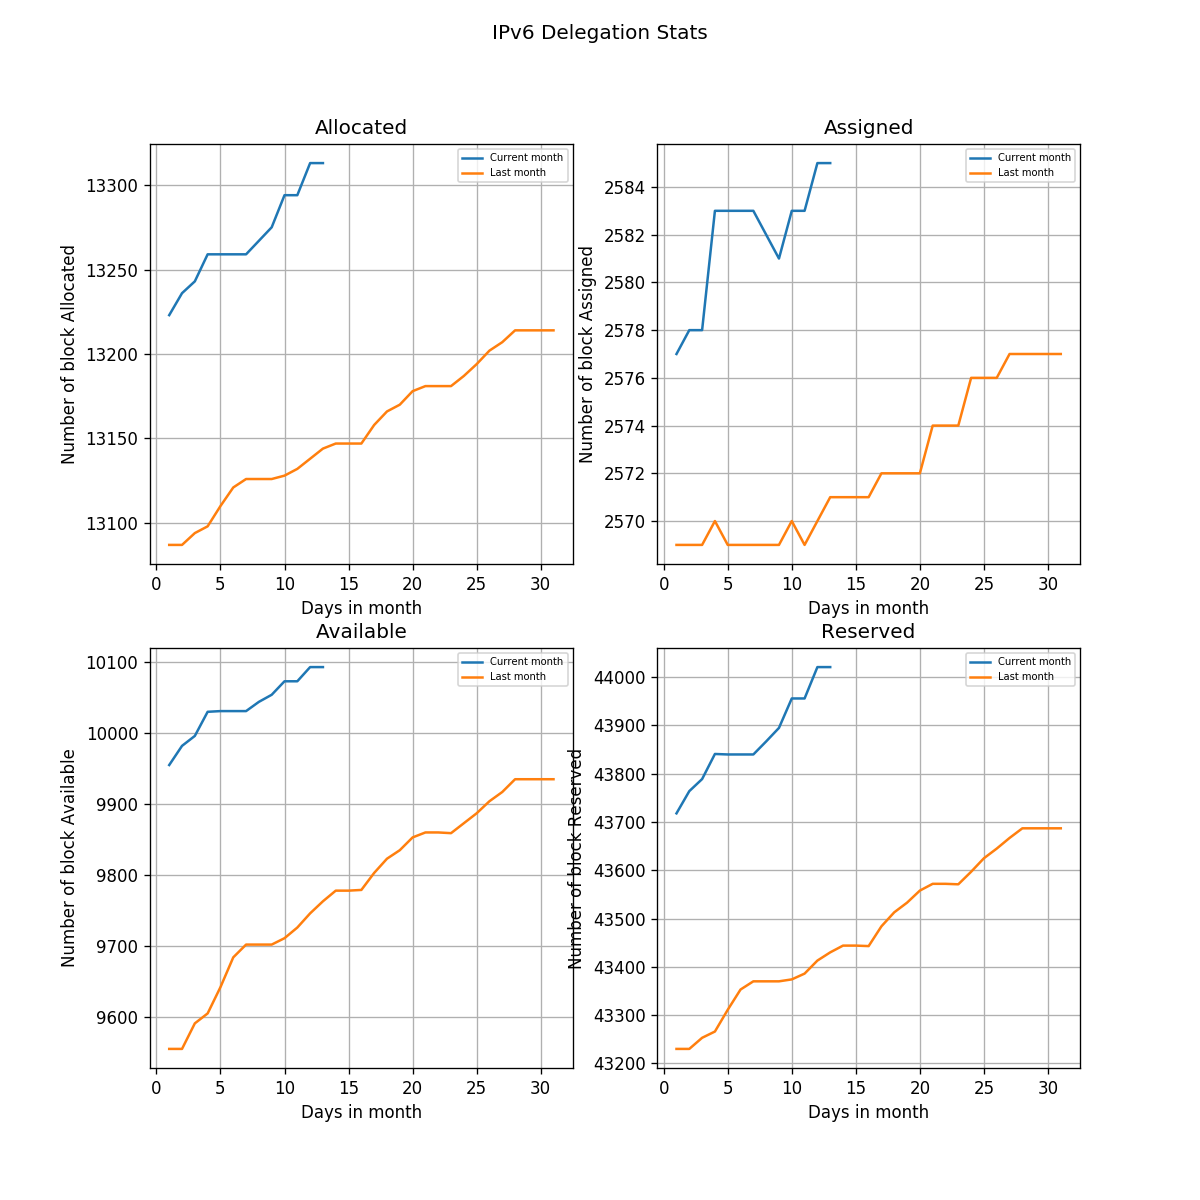 IPv6 Delegation Stats
Allocated
Number of block Allocated
13300
13250
13200
13150
13100
0 5 10 15 20 25 30
Days in month
Current month
Last month
Assigned
Number of block Assigned
2584
2582
2580
2578
2576
2574
2572
2570
0 5 10 15 20 25 30
Days in month
Current month
Last month
Available
Number of block Available
10100
10000
9900
9800
9700
9600
0 5 10 15 20 25 30
Days in month
Current month
Last month
Reserved
Number of block Reserved
44000
43900
43800
43700
43600
43500
43400
43300
43200
0 5 10 15 20 25 30
Days in month
Current month
Last month